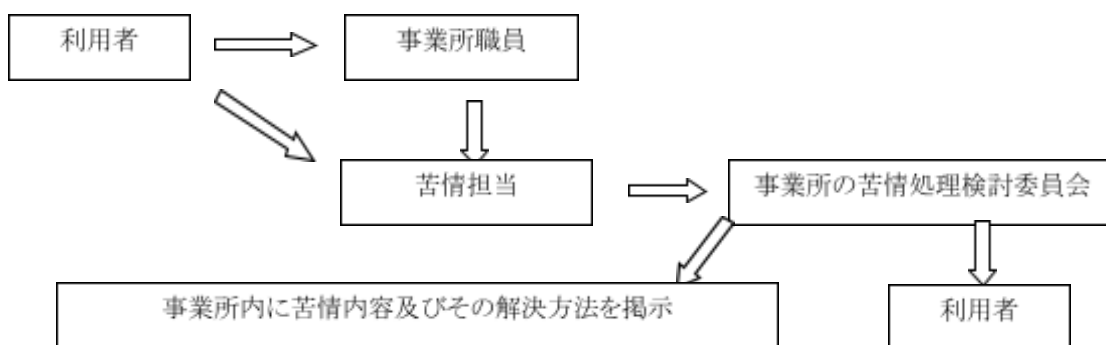 利用者
事業所職員
苦情担当
事業所の苦情処理検討委員会
事業所内に苦情内容及びその解決方法を掲示
利用者